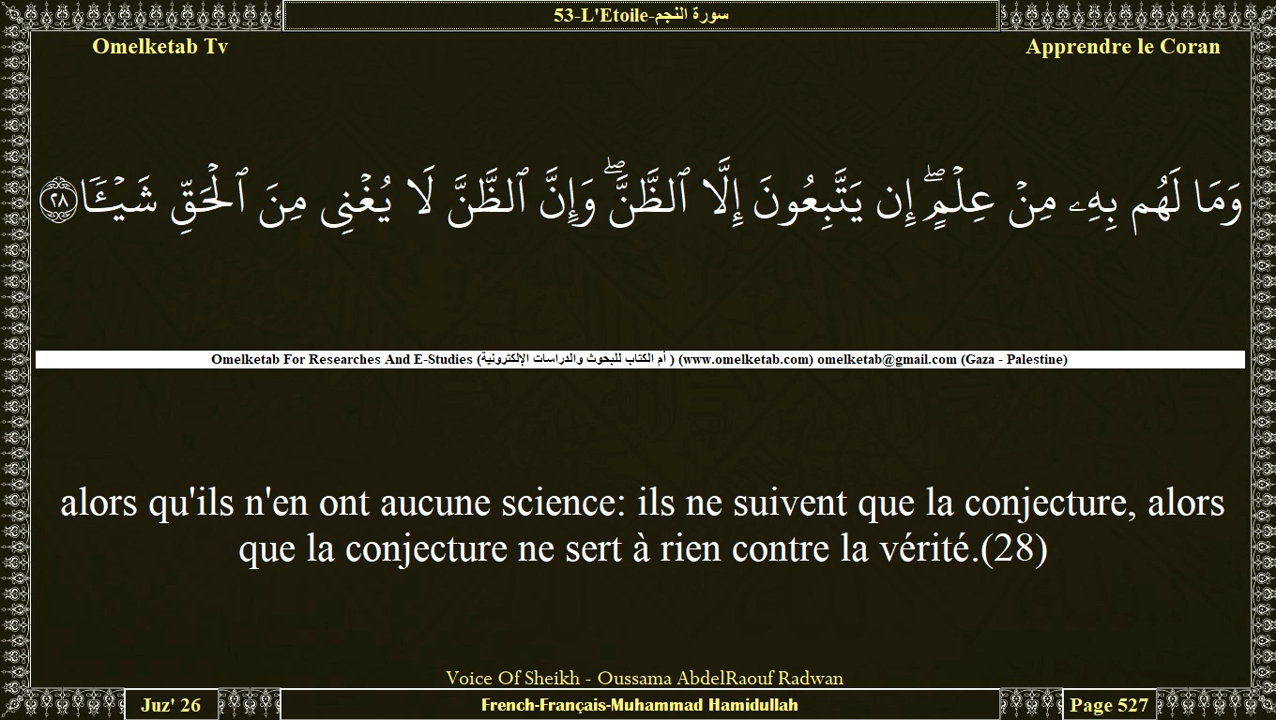 53-L'Etoile-سورة النجم
Omelketab Tv
Apprendre le Coran
وَمَا لَهُم بِهِۦ مِنۡ عِلۡمٍۖ إِن يَتَّبِعُونَ إِلَّا ٱلظَّنَّۖ وَإِنَّ ٱلظَّنَّ لَا يُغۡنِي مِنَ ٱلۡحَقِّ شَيۡـٔٗا ٢٨
Omelketab For Researches And E-Studies (أم الكتاب للبحوث والدراسات الإلكترونية ) (www.omelketab.com) omelketab@gmail.com (Gaza - Palestine)
alors qu'ils n'en ont aucune science: ils ne suivent que la conjecture, alors
que la conjecture ne sert à rien contre la vérité.(28)
Voice Of Sheikh - Oussama AbdelRaouf Radwan
Juz' 26
French-Français-Muhammad Hamidullah
Page 527